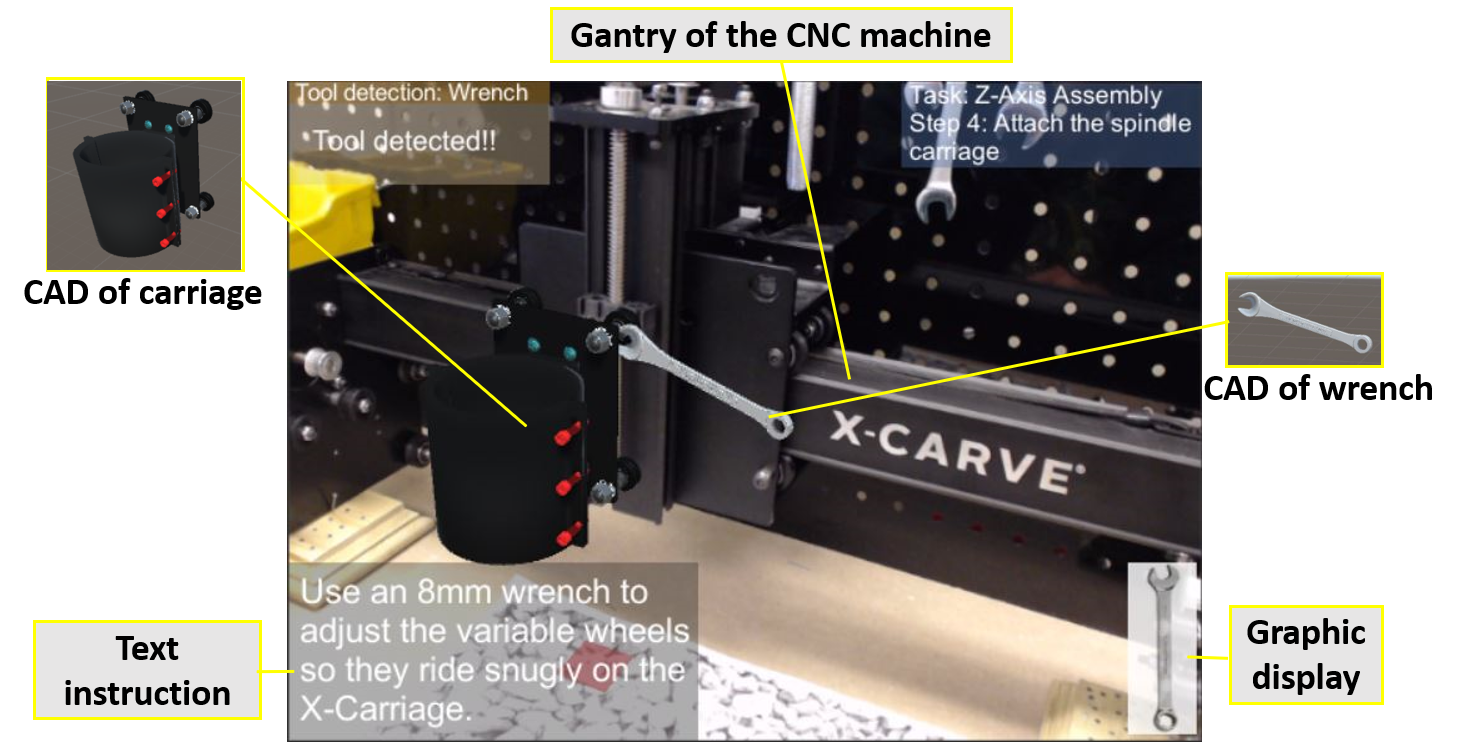 Gantry of the CNC machine
CAD of carriage
Tool detection: Wrench
Tool detected!!
Task: Z-Axis Assembly
Step 4: Attach the spindle
carriage
CAD of wrench
X-CARVE®
Use an 8mm wrench to
adjust the variable wheels
so they ride snugly on the
X-Carriage.
Text
instruction
Graphic
display